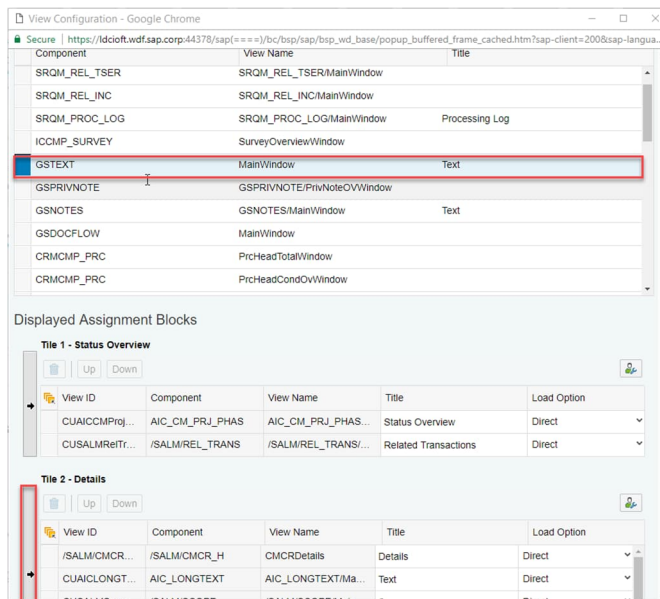 View Configuration - Google Chrome
Secure | https://ldcioft.wdf.sap.corp:44378/sap(====)/bc/bsp/sap/bsp_wd_base/popup_buffered_frame_cached.htm?sap-client=200&sap-langua...
Component View Name Title
SRQM_REL_TSER SRQM_REL_TSER/MainWindow
SRQM_REL_INC SRQM_REL_INC/MainWindow
SRQM_PROC_LOG SRQM_PROC_LOG/MainWindow Processing Log
ICCMP_SURVEY SurveyOverviewWindow
GSTEXT MainWindow Text
GSPRIVNOTE GSPRIVNOTE/PrivNoteOVWindow
GSNOTES GSNOTES/MainWindow Text
GSDOCFLOW MainWindow
CRMCMP_PRC PrcHeadTotalWindow
CRMCMP_PRC PrcHeadCondOvWindow
Displayed Assignment Blocks
Tile 1 - Status Overview
Up Down
View ID Component View Name Title Load Option
CUAICCMProj... AIC_CM_PRJ_PHAS AIC_CM_PRJ_PHAS... Status Overview Direct
CUSALMRelTr... /SALM/REL_TRANS /SALM/REL_TRANS/... Related Transactions Direct
Tile 2 - Details
Up Down
View ID Component View Name Title Load Option
/SALM/CMCR... /SALM/CMCR_H CMCRDetails Details Direct
CUAICLONGT... AIC_LONGTEXT AIC_LONGTEXT/Ma... Text Direct